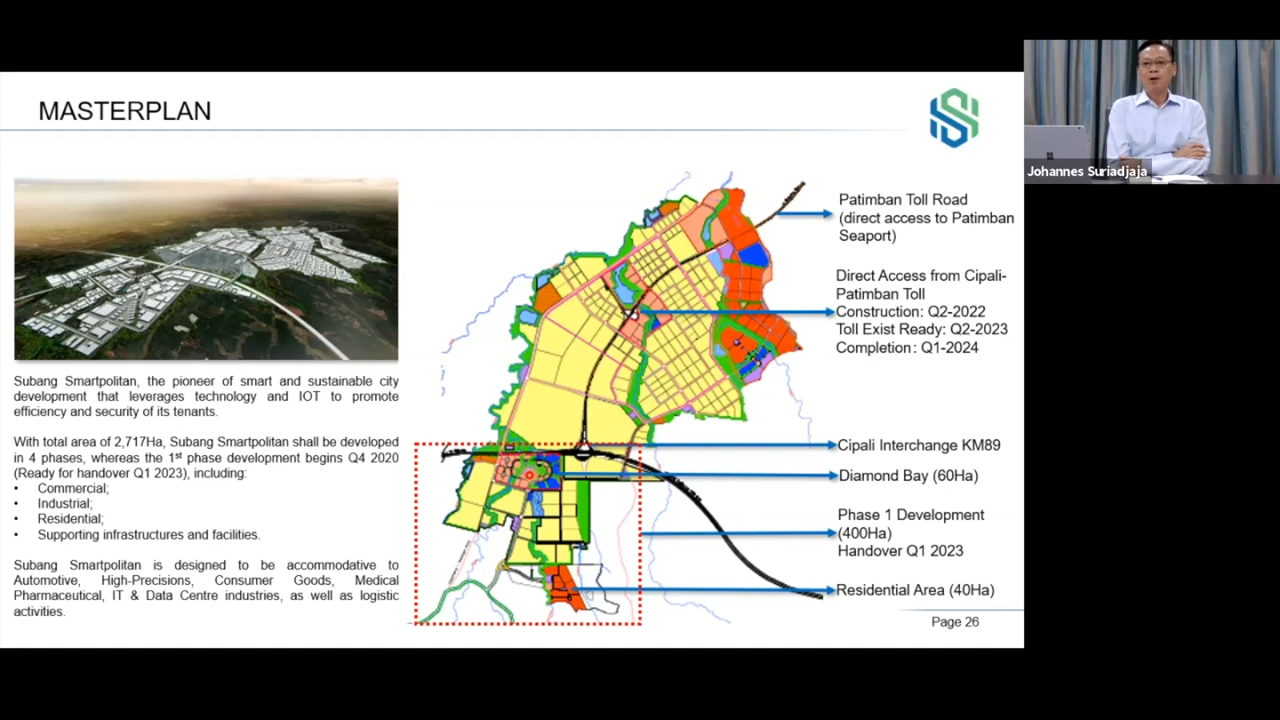 MASTERPLAN
Johannes Suriadjaja
Subang Smartpolitan, the pioneer of smart and sustainable city
development that leverages technology and IOT to promote
efficiency and security of its tenants.
With total area of 2,717Ha, Subang Smartpolitan shall be developed
in 4 phases, whereas the 1st phase development begins Q4 2020
(Ready for handover Q1 2023), including:
• Commercial;
• Industrial;
• Residential;
• Supporting infrastructures and facilities.
Subang Smartpolitan is designed to be accommodative to
Automotive, High-Precisions, Consumer Goods, Medical
Pharmaceutical, IT & Data Centre industries, as well as logistic
activities.
Patimban Toll Road
(direct access to Patimban
Seaport)
Direct Access from Cipali-
Patimban Toll
Construction: Q2-2022
Toll Exist Ready: Q2-2023
Completion: Q1-2024
Cipali Interchange KM89
Diamond Bay (60Ha)
Phase 1 Development
(400Ha)
Handover Q1 2023
Residential Area (40Ha)
Page 26